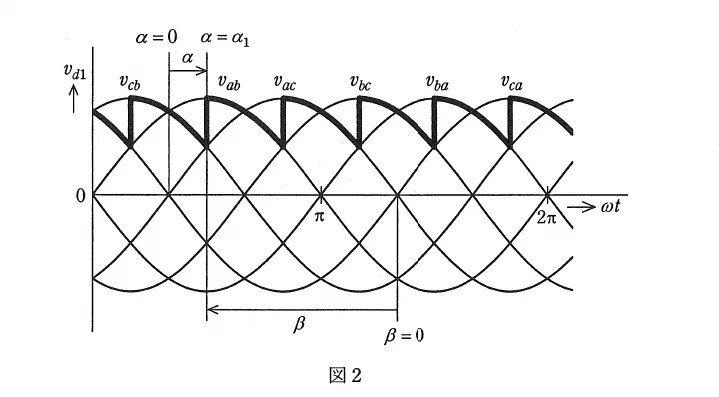 α=0 α=α₁
α
v_d1 v_cb v_ab v_ac v_bc v_ba v_ca
0 π 2π ωt
β β=0
図2